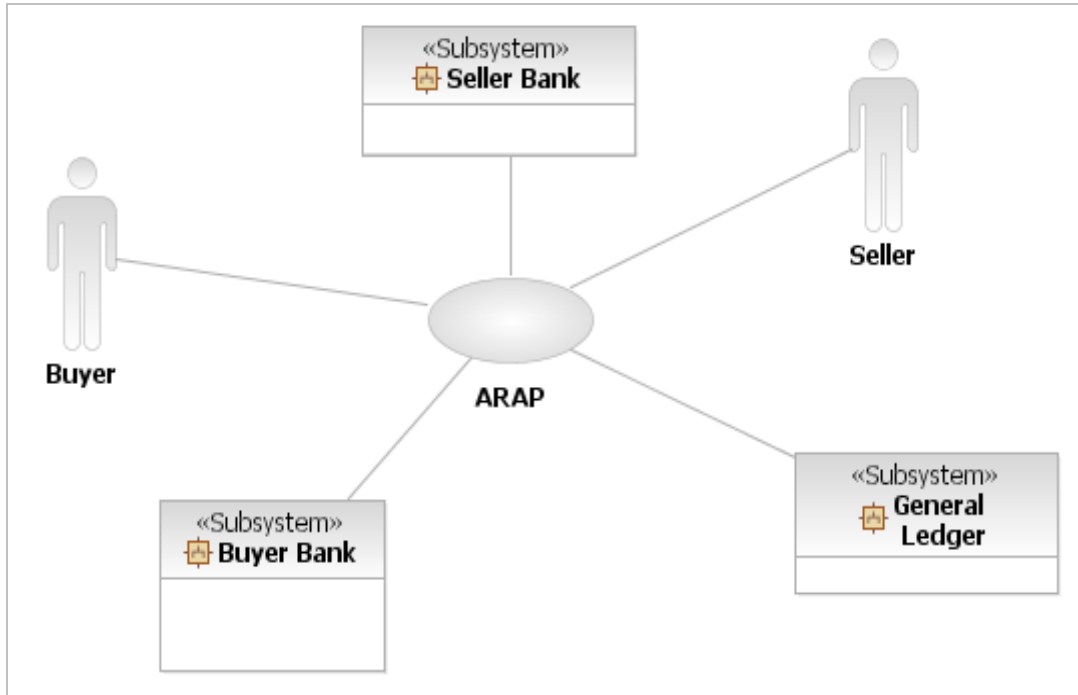 «Subsystem»
Seller Bank
Seller
Buyer
ARAP
«Subsystem»
General
Ledger
«Subsystem»
Buyer Bank